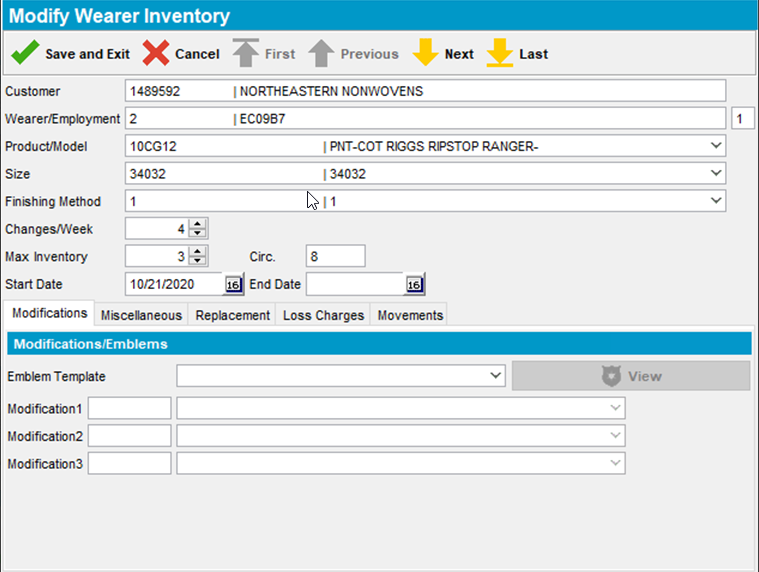 Modify Wearer Inventory
Save and Exit Cancel First Previous Next Last
Customer 1489592 | NORTHEASTERN NONWOVENS
Wearer/Employment 2 | EC09B7 1
Product/Model 10CG12 | PNT-COT RIGGS RIPSTOP RANGER-
Size 34032 | 34032
Finishing Method 1 | 1
Changes/Week 4
Max Inventory 3 Circ. 8
Start Date 10/21/2020 16 End Date 16
Modifications Miscellaneous Replacement Loss Charges Movements
Modifications/Emblems
Emblem Template View
Modification1
Modification2
Modification3